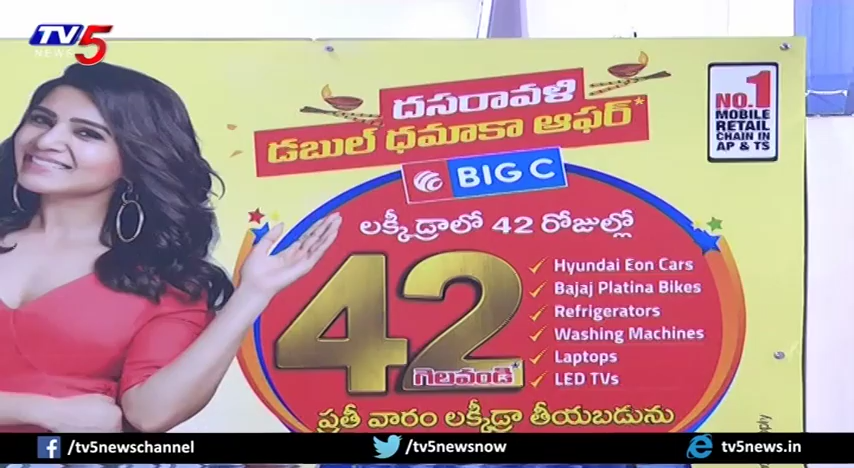 TV5
NEWS
దసరావళి
డబుల్ ధమాకా ఆఫర్*
NO.1
MOBILE
RETAIL
CHAIN IN
AP & TS
BIG C
లక్కీడ్రాలో 42 రోజుల్లో
42
గెలవండి*
Hyundai Eon Cars
Bajaj Platina Bikes
Refrigerators
Washing Machines
Laptops
LED TVs
ప్రతీ వారం లక్కీడ్రా తీయబడును
/tv5newschannel
/tv5newsnow
tv5news.in